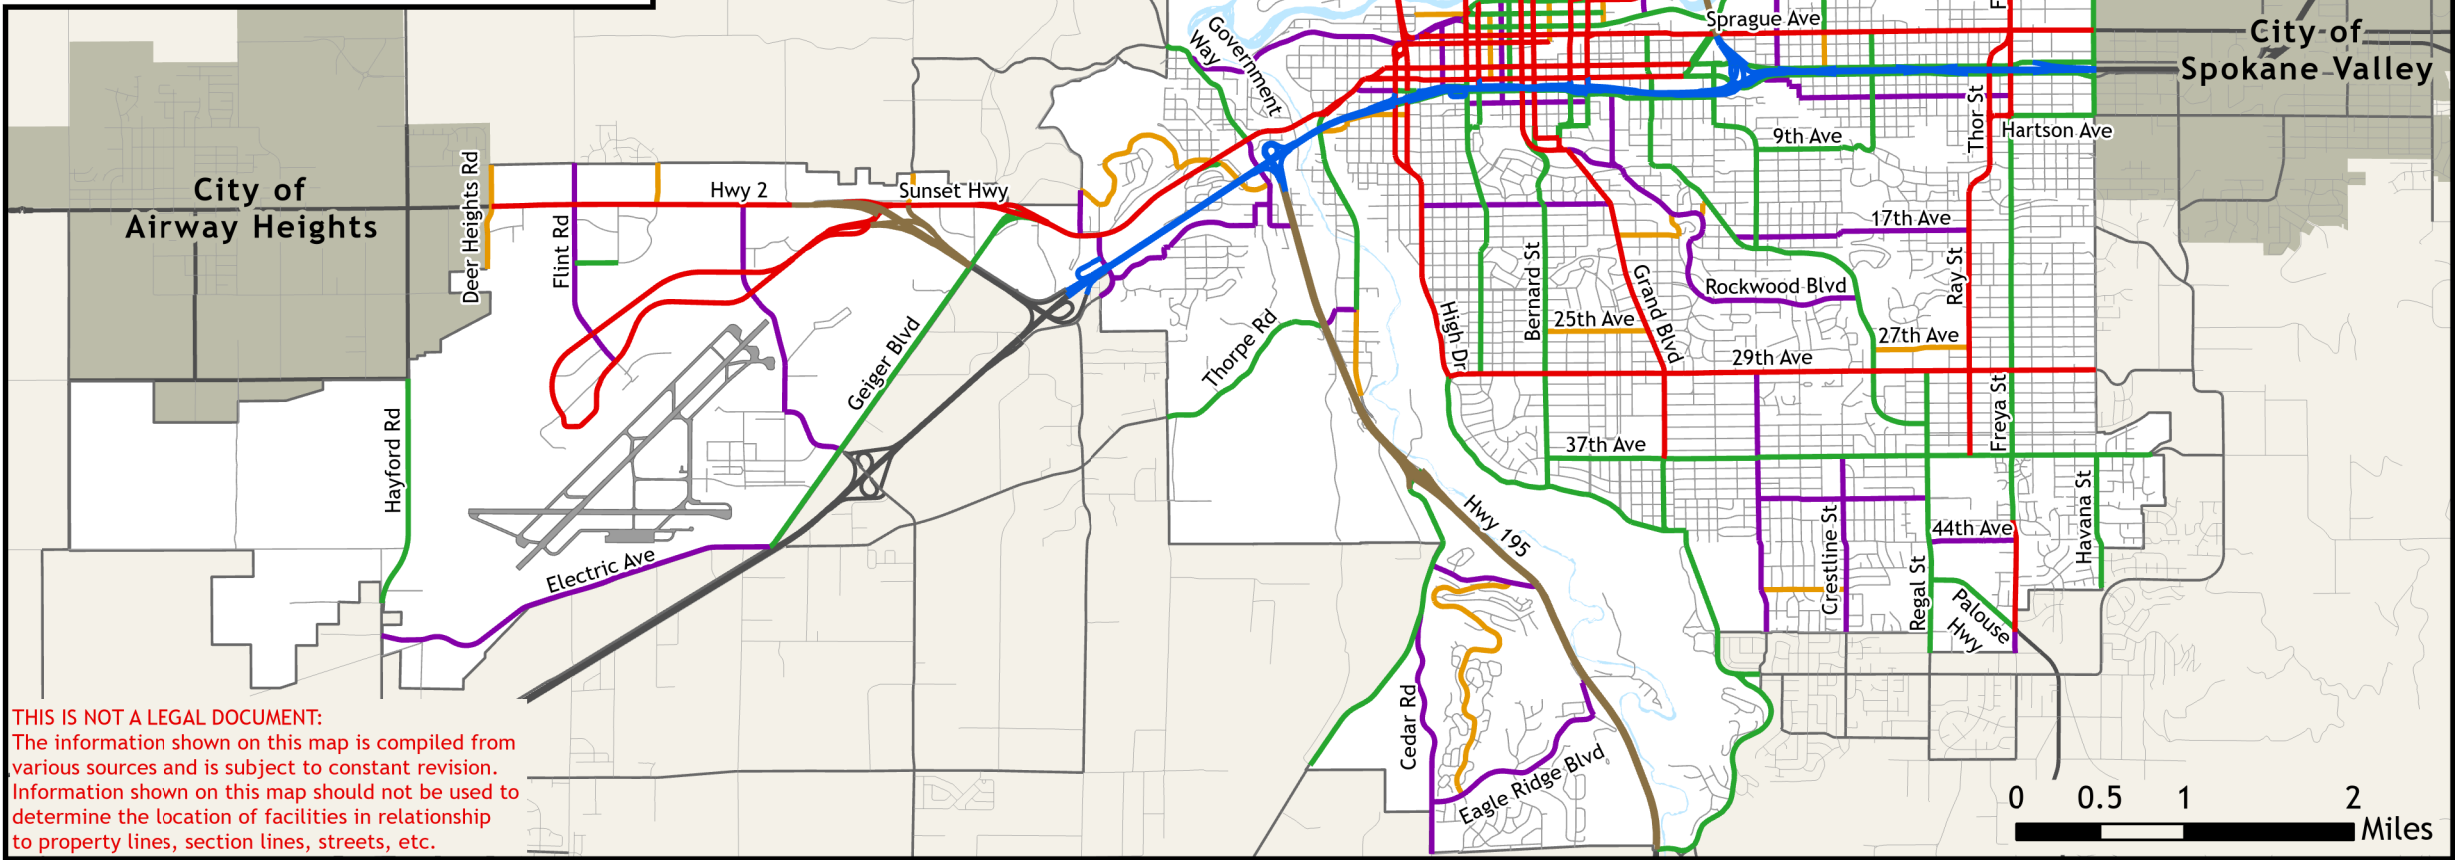 Sprague Ave
City of
Spokane Valley
Government
Way
Thor St
Hartson Ave
9th Ave
City of
Airway Heights
Deer Heights Rd
Hwy 2
Sunset Hwy
Flint Rd
17th Ave
Bernard St
Grand Blvd
Rockwood Blvd
Ray St
High Dr
25th Ave
27th Ave
29th Ave
Thorpe Rd
Geiger Blvd
Hayford Rd
Freya St
37th Ave
Havana St
Hwy 195
44th Ave
Crestline St
Regal St
Electric Ave
Palouse
Hwy
Cedar Rd
Eagle Ridge Blvd
THIS IS NOT A LEGAL DOCUMENT:
The information shown on this map is compiled from
various sources and is subject to constant revision.
Information shown on this map should not be used to
determine the location of facilities in relationship
to property lines, section lines, streets, etc.
0 0.5 1 2
Miles